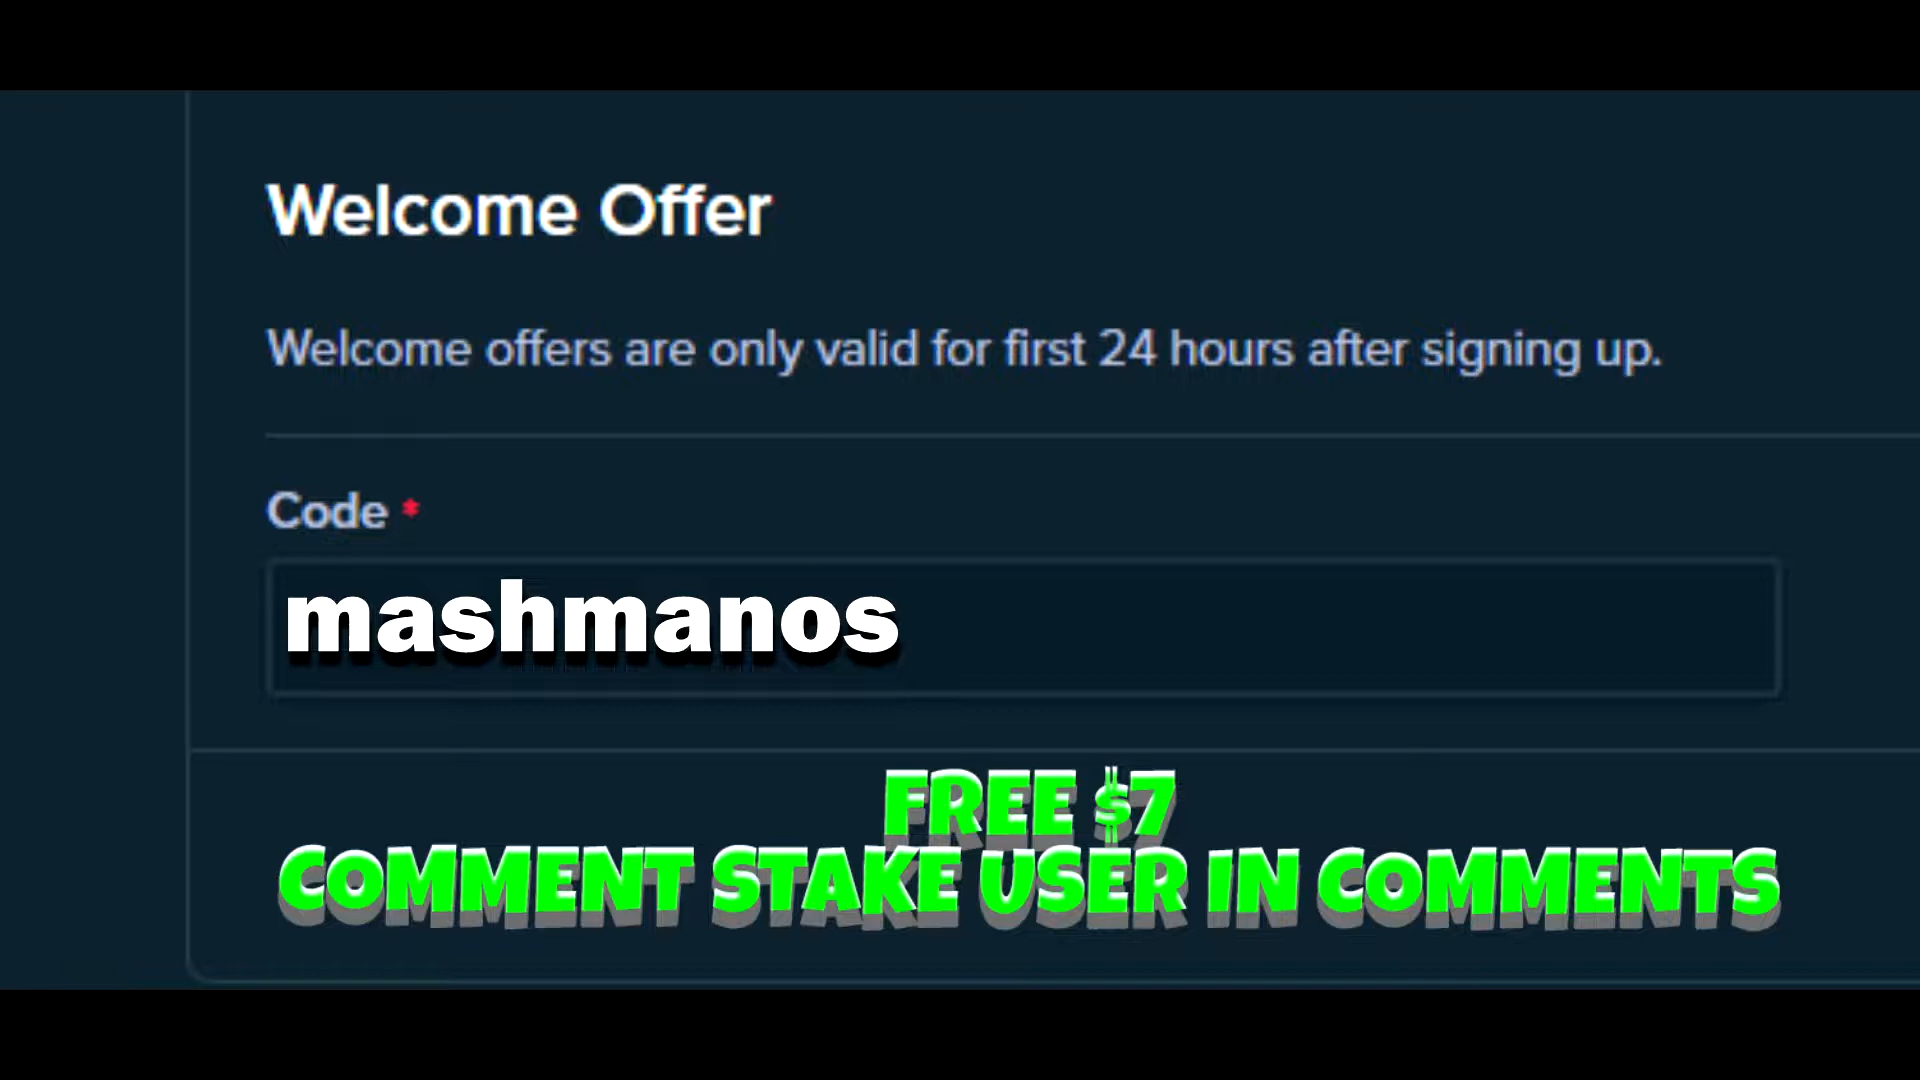 Welcome Offer
Welcome offers are only valid for first 24 hours after signing up.
Code *
mashmanos
FREE $7
COMMENT STAKE USER IN COMMENTS